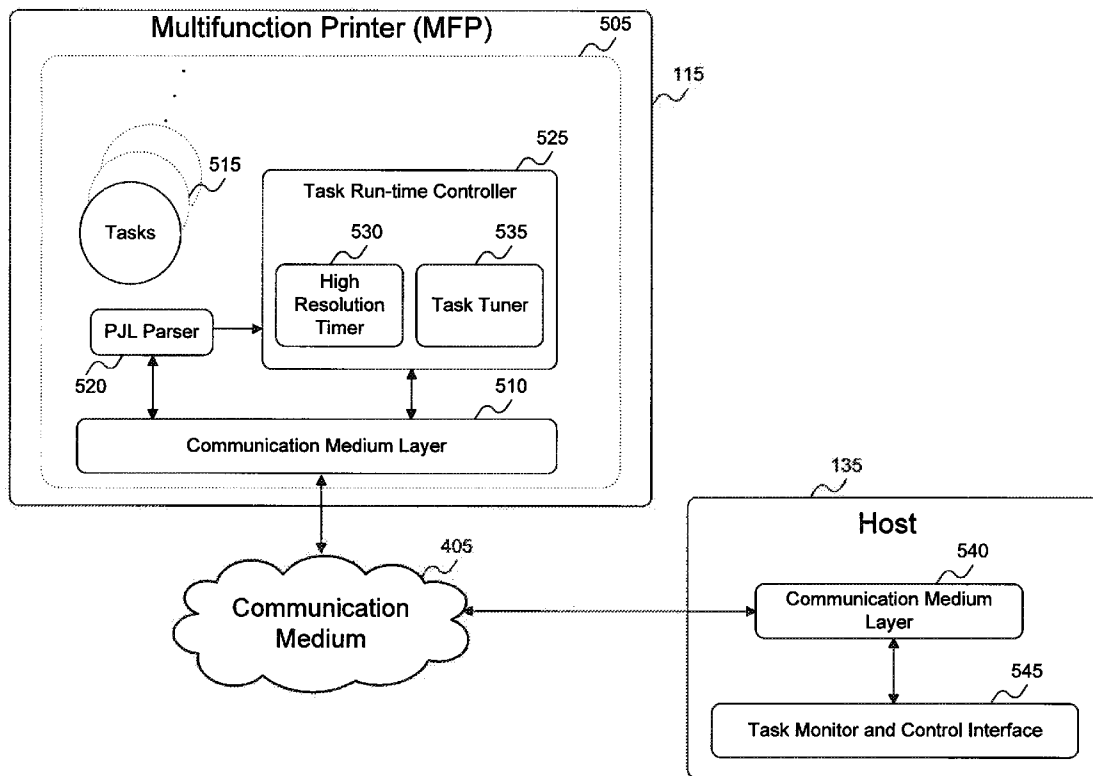 Multifunction Printer (MFP)
505
115
525
515
Task Run-time Controller
Tasks
530
535
High
Resolution
Timer
Task Tuner
PJL Parser
520
510
Communication Medium Layer
135
Host
405
Communication
Medium
540
Communication Medium
Layer
545
Task Monitor and Control Interface